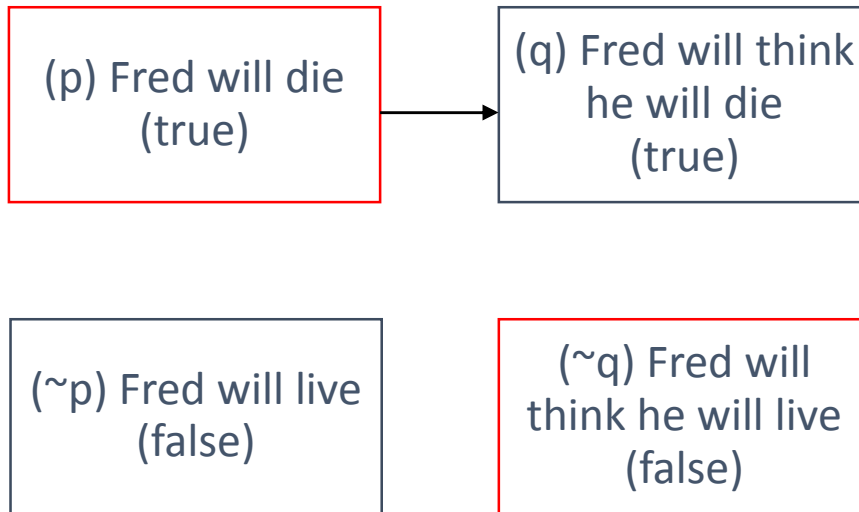 (p) Fred will die
(true)
(q) Fred will think
he will die
(true)
(~p) Fred will live
(false)
(~q) Fred will
think he will live
(false)